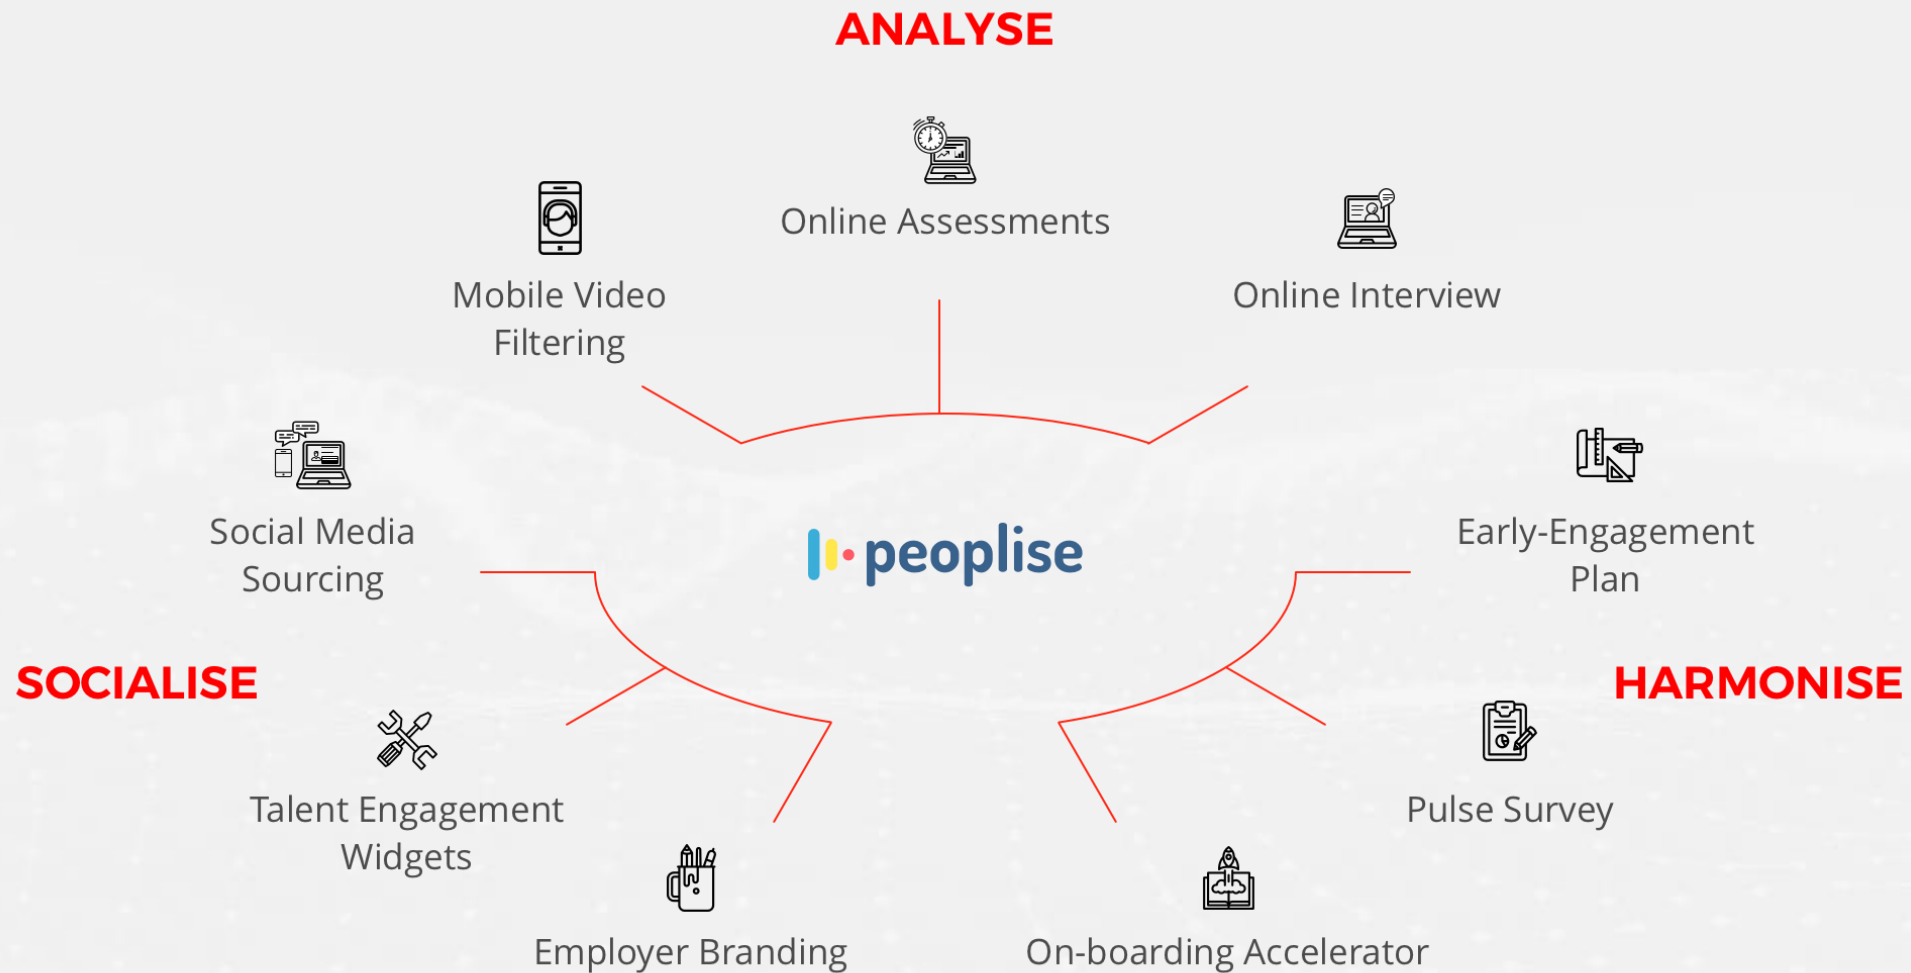 ANALYSE
Online Assessments
Mobile Video
Filtering
Online Interview
Social Media
Sourcing
peoplise
Early-Engagement
Plan
SOCIALISE
HARMONISE
Talent Engagement
Widgets
Pulse Survey
Employer Branding
On-boarding Accelerator